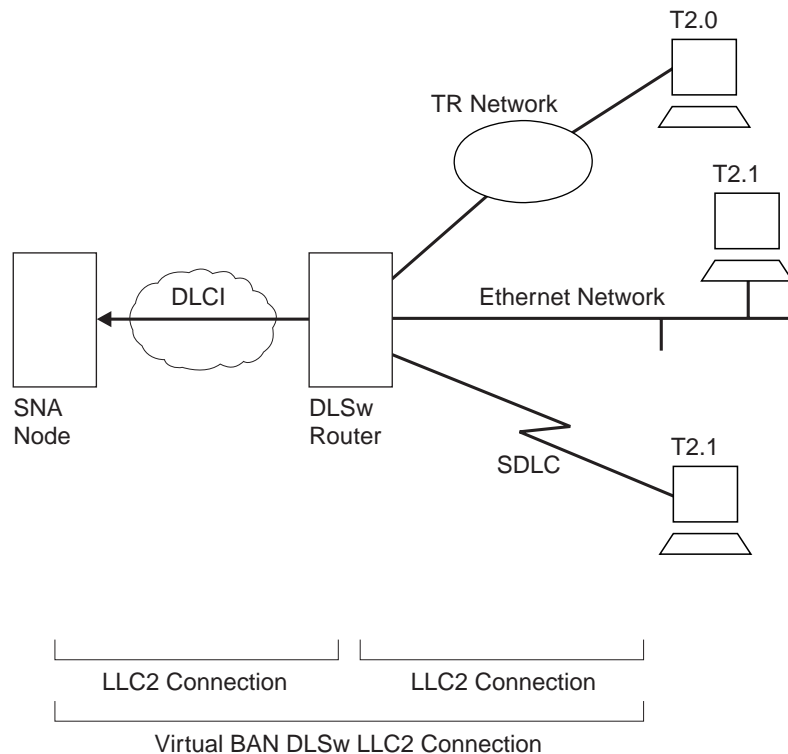 T2.0
TR Network
T2.1
DLCI
Ethernet Network
SNA
Node
DLSw
Router
T2.1
SDLC
LLC2 Connection
LLC2 Connection
Virtual BAN DLSw LLC2 Connection